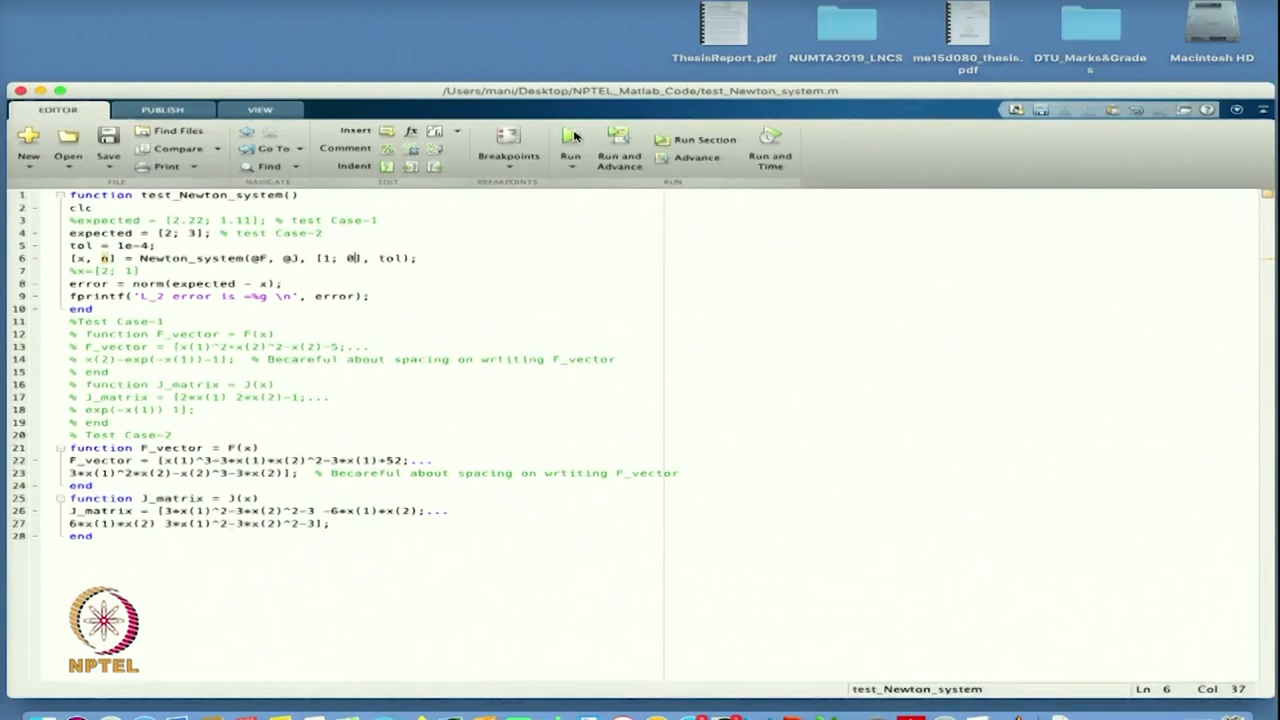 ThesisReport.pdf NUMTA2019_LNCS me15d080_thesis.pdf DTU_Marks&Grades Macintosh HD
/Users/mani/Desktop/NPTEL_Matlab_Code/test_Newton_system.m
EDITOR PUBLISH VIEW
New Open Save Find Files Compare Print Go To Find Insert Comment Indent fx Breakpoints Run Run and Advance Run Section Advance Run and Time
FILE NAVIGATE EDIT BREAKPOINTS RUN
1 function test_Newton_system()
2 clc
3 %expected = [2.22; 1.11]; % test Case-1
4 expected = [2; 3]; % test Case-2
5 tol = 1e-4;
6 [x, n] = Newton_system(@F, @J, [1; 0], tol);
7 %x=[2; 1]
8 error = norm(expected - x);
9 fprintf('L_2 error is =%g \n', error);
10 end
11 %Test Case-1
12 % function F_vector = F(x)
13 % F_vector = [x(1)^2+x(2)^2-x(2)-5;...
14 % x(2)-exp(-x(1))-1]; % Becareful about spacing on wrtiting F_vector
15 % end
16 % function J_matrix = J(x)
17 % J_matrix = [2*x(1) 2*x(2)-1;...
18 % exp(-x(1)) 1];
19 % end
20 % Test Case-2
21 function F_vector = F(x)
22 F_vector = [x(1)^3-3*x(1)*x(2)^2-3*x(1)+52;...
23 3*x(1)^2*x(2)-x(2)^3-3*x(2)]; % Becareful about spacing on wrtiting F_vector
24 end
25 function J_matrix = J(x)
26 J_matrix = [3*x(1)^2-3*x(2)^2-3 -6*x(1)*x(2);...
27 6*x(1)*x(2) 3*x(1)^2-3*x(2)^2-3];
28 end
NPTEL
test_Newton_system Ln 6 Col 37